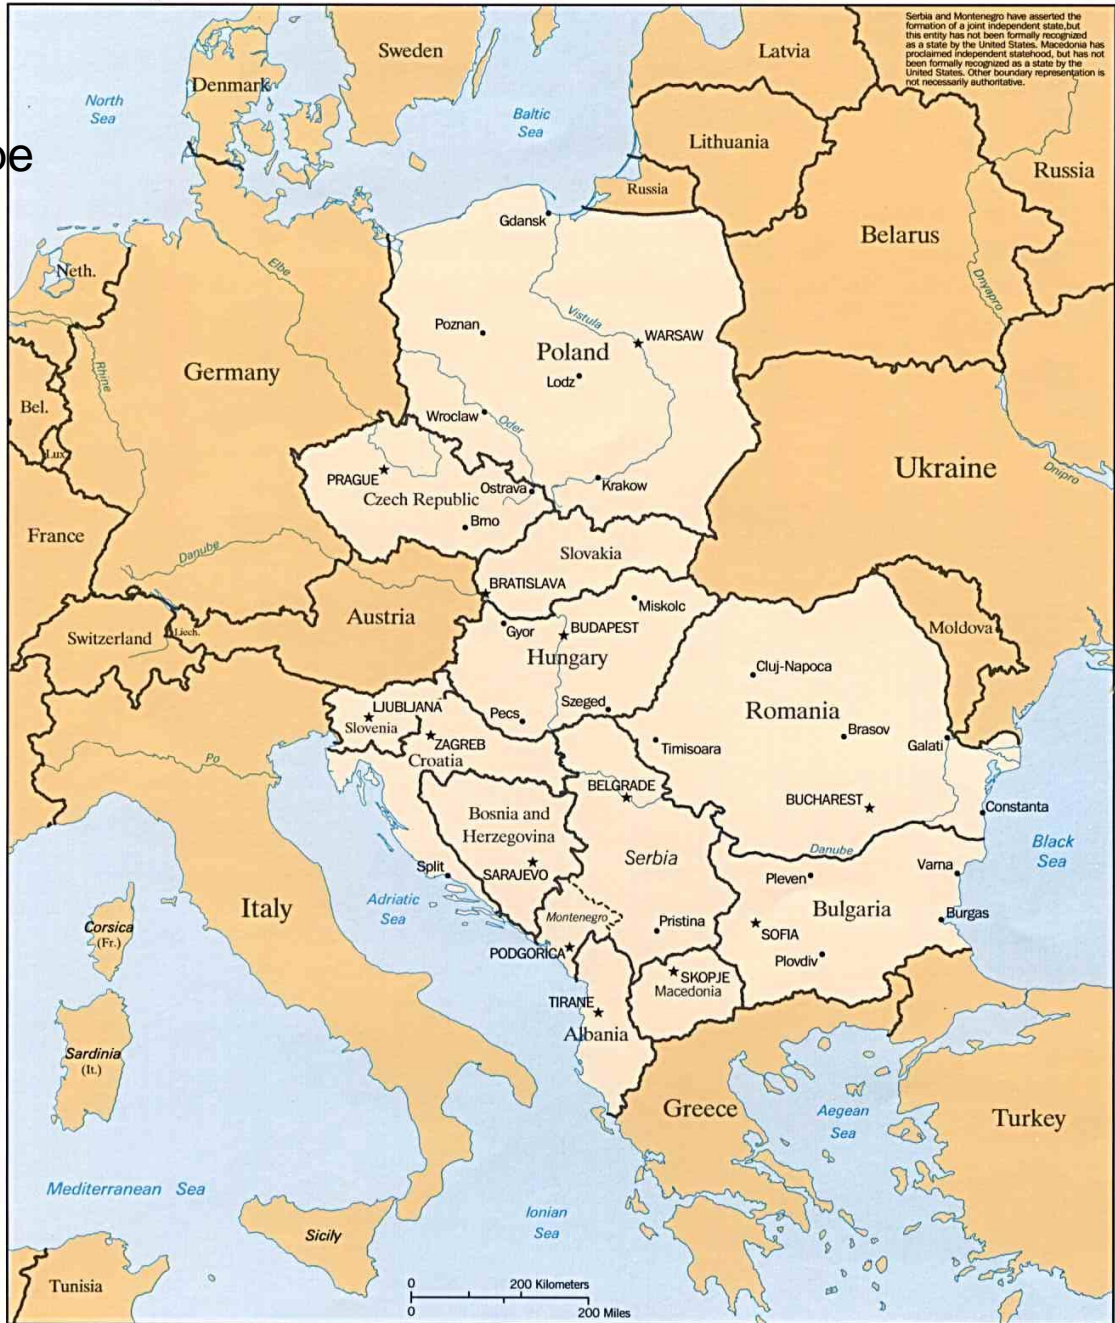 Serbia and Montenegro have asserted the
formation of a joint independent state,but
this entity has not been formally recognized
as a state by the United States. Macedonia has
proclaimed independent statehood, but has not
been formally recognized as a state by the
United States. Other boundary representation is
not necessarily authoritative.
Sweden
Latvia
Denmark
North
Sea
Baltic
Sea
Lithuania
pe
Russia
Russia
Gdansk
Belarus
Neth.
Elbe
Dnyapro
Vistula
Poznan
WARSAW
Poland
Germany
Rhine
Lodz
Bel.
Wroclaw
Oder
Lux.
Ukraine
Dnipro
PRAGUE
Ostrava
Krakow
Czech Republic
Brno
France
Danube
Slovakia
BRATISLAVA
Miskolc
Austria
Gyor
BUDAPEST
Moldova
Switzerland
Liech.
Hungary
Cluj-Napoca
LJUBLJANA
Szeged
Pecs
Romania
Slovenia
Brasov
ZAGREB
Timisoara
Galati
Croatia
Po
BELGRADE
BUCHAREST
Constanta
Bosnia and
Herzegovina
Danube
Black
Sea
Serbia
Split
SARAJEVO
Varna
Pleven
Adriatic
Sea
Italy
Montenegro
Bulgaria
Burgas
Corsica
(Fr.)
Pristina
SOFIA
PODGORICA
Plovdiv
SKOPJE
Macedonia
TIRANE
Albania
Sardinia
(It.)
Greece
Aegean
Sea
Turkey
Mediterranean Sea
Ionian
Sea
Sicily
Tunisia
0
200 Kilometers
0
200 Miles